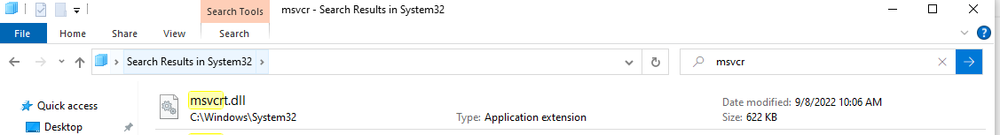 Search Tools
msvcr - Search Results in System32
File
Home
Share
View
Search
Search Results in System32
msvcr
Quick access
Desktop
msvcrt.dll
C:\Windows\System32
Type: Application extension
Date modified: 9/8/2022 10:06 AM
Size: 622 KB